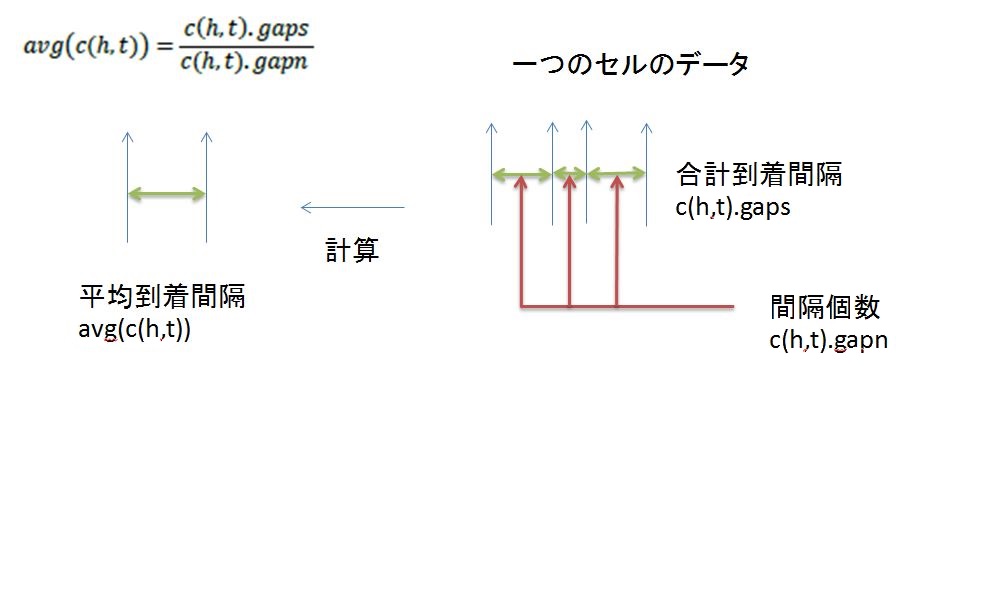 avg(c(h,t)) = c(h,t).gaps / c(h,t).gapn
一つのセルのデータ
合計到着間隔
c(h,t).gaps
計算
平均到着間隔
avg(c(h,t))
間隔個数
c(h,t).gapn